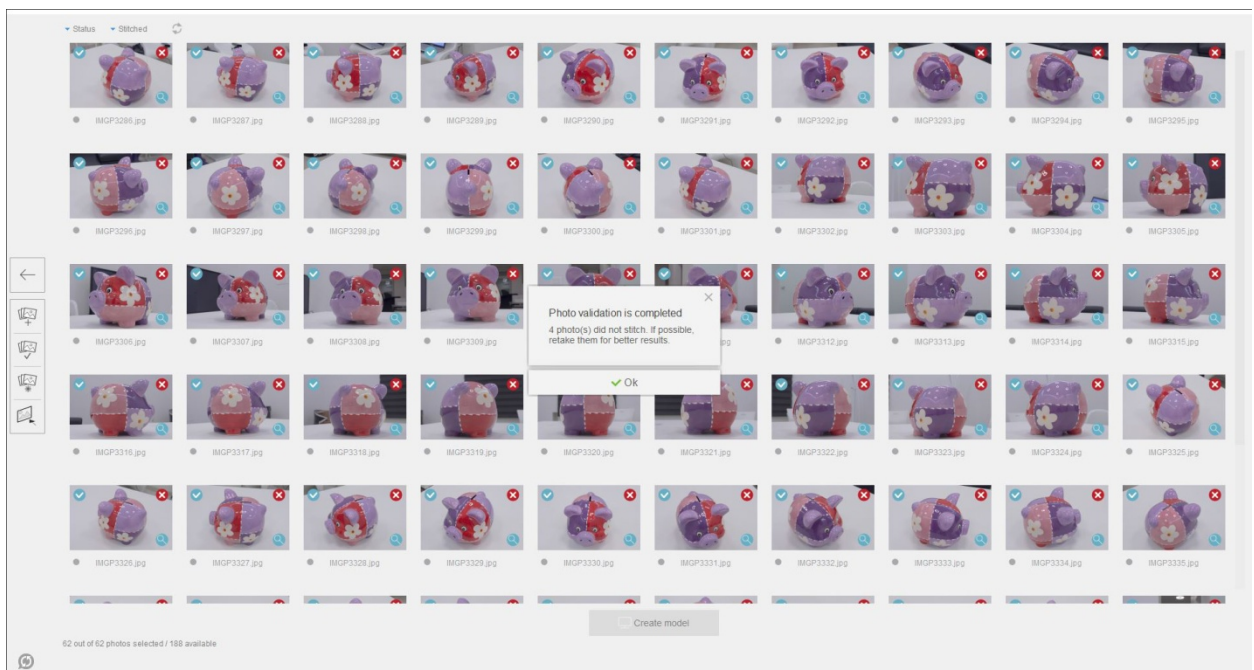 Status Stitched
IMGP3286.jpg IMGP3287.jpg IMGP3288.jpg IMGP3289.jpg IMGP3290.jpg IMGP3291.jpg IMGP3292.jpg IMGP3293.jpg IMGP3294.jpg IMGP3295.jpg
IMGP3296.jpg IMGP3297.jpg IMGP3298.jpg IMGP3299.jpg IMGP3300.jpg IMGP3301.jpg IMGP3302.jpg IMGP3303.jpg IMGP3304.jpg IMGP3305.jpg
IMGP3306.jpg IMGP3307.jpg IMGP3308.jpg IMGP3309.jpg IMGP3312.jpg IMGP3313.jpg IMGP3314.jpg IMGP3315.jpg
Photo validation is completed
4 photo(s) did not stitch. If possible,
retake them for better results.
Ok
IMGP3316.jpg IMGP3317.jpg IMGP3318.jpg IMGP3319.jpg IMGP3320.jpg IMGP3321.jpg IMGP3322.jpg IMGP3323.jpg IMGP3324.jpg IMGP3325.jpg
IMGP3326.jpg IMGP3327.jpg IMGP3328.jpg IMGP3329.jpg IMGP3330.jpg IMGP3331.jpg IMGP3332.jpg IMGP3333.jpg IMGP3334.jpg IMGP3335.jpg
Create model
62 out of 62 photos selected / 188 available